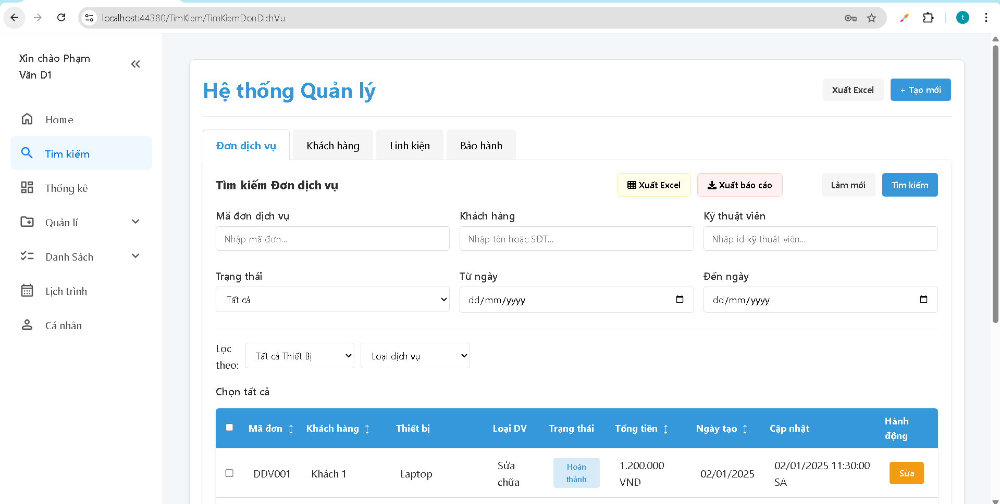 localhost:44380/TimKiem/TimKiemDonDichVu
t
Xin chào Phạm
Văn D1
Home
Tìm kiếm
Thống kê
Quản lí
Danh Sách
Lịch trình
Cá nhân
Hệ thống Quản lý
Xuất Excel
+ Tạo mới
Đơn dịch vụ
Khách hàng
Linh kiện
Bảo hành
Tìm kiếm Đơn dịch vụ
Xuất Excel
Xuất báo cáo
Làm mới
Tìm kiếm
Mã đơn dịch vụ
Khách hàng
Kỹ thuật viên
Nhập mã đơn...
Nhập tên hoặc SĐT...
Nhập id kỹ thuật viên...
Trạng thái
Từ ngày
Đến ngày
Tất cả
dd/mm/yyyy
dd/mm/yyyy
Lọc
theo:
Tất cả Thiết Bị
Loại dịch vụ
Chọn tất cả
Mã đơn ↕
Khách hàng ↕
Thiết bị
Loại DV
Trạng thái
Tổng tiền ↕
Ngày tạo ↕
Cập nhật
Hành
động
DDV001
Khách 1
Laptop
Sửa
chữa
Hoàn
thành
1.200.000
VND
02/01/2025
02/01/2025 11:30:00
SA
Sửa